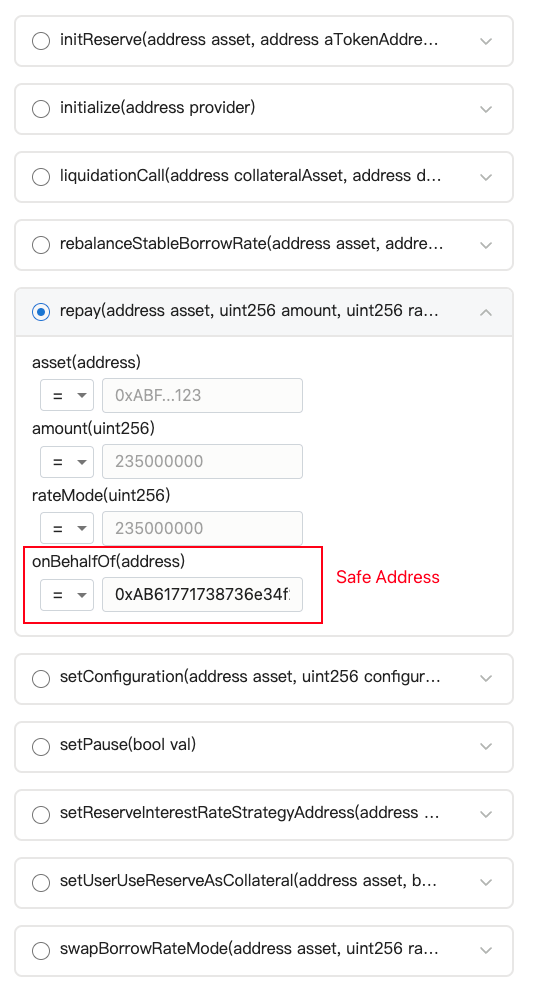 initReserve(address asset, address aTokenAddre...
initialize(address provider)
liquidationCall(address collateralAsset, address d...
rebalanceStableBorrowRate(address asset, addre...
repay(address asset, uint256 amount, uint256 ra...
asset(address)
= 0xABF...123
amount(uint256)
= 235000000
rateMode(uint256)
= 235000000
onBehalfOf(address)
= 0xAB61771738736e34f
Safe Address
setConfiguration(address asset, uint256 configur...
setPause(bool val)
setReserveInterestRateStrategyAddress(address ...
setUserUseReserveAsCollateral(address asset, b...
swapBorrowRateMode(address asset, uint256 ra...